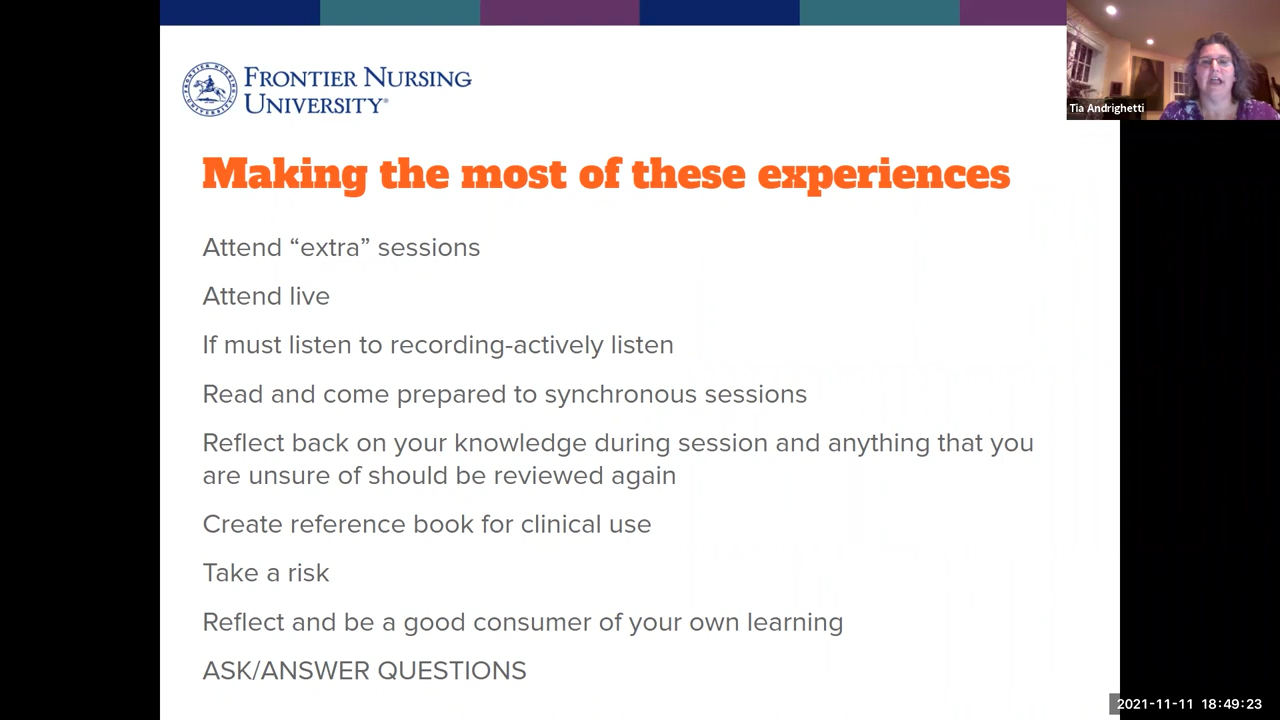 FRONTIER NURSING
UNIVERSITY®
Tia Andrighetti
Making the most of these experiences
Attend “extra” sessions
Attend live
If must listen to recording-actively listen
Read and come prepared to synchronous sessions
Reflect back on your knowledge during session and anything that you
are unsure of should be reviewed again
Create reference book for clinical use
Take a risk
Reflect and be a good consumer of your own learning
ASK/ANSWER QUESTIONS
2021-11-11 18:49:23